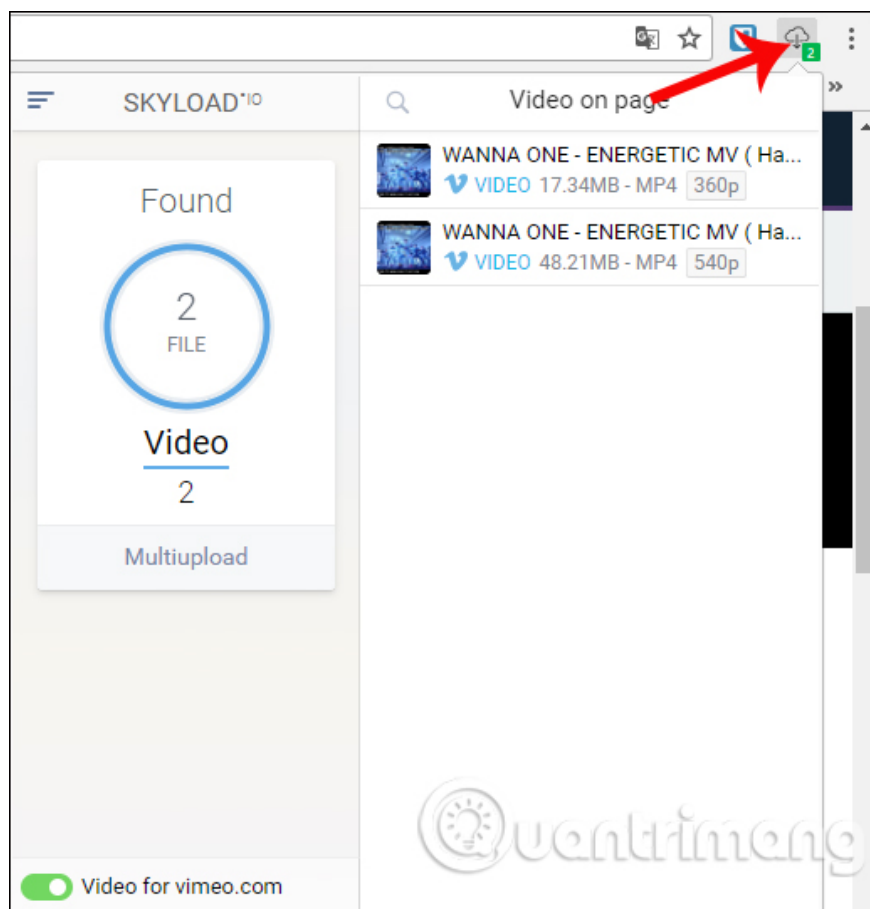 2
SKYLOAD•IO
Video on page
Found
2
FILE
Video
2
Multiupload
WANNA ONE - ENERGETIC MV ( Ha...
VIDEO 17.34MB - MP4 360p
WANNA ONE - ENERGETIC MV ( Ha...
VIDEO 48.21MB - MP4 540p
Quantrimang
Video for vimeo.com